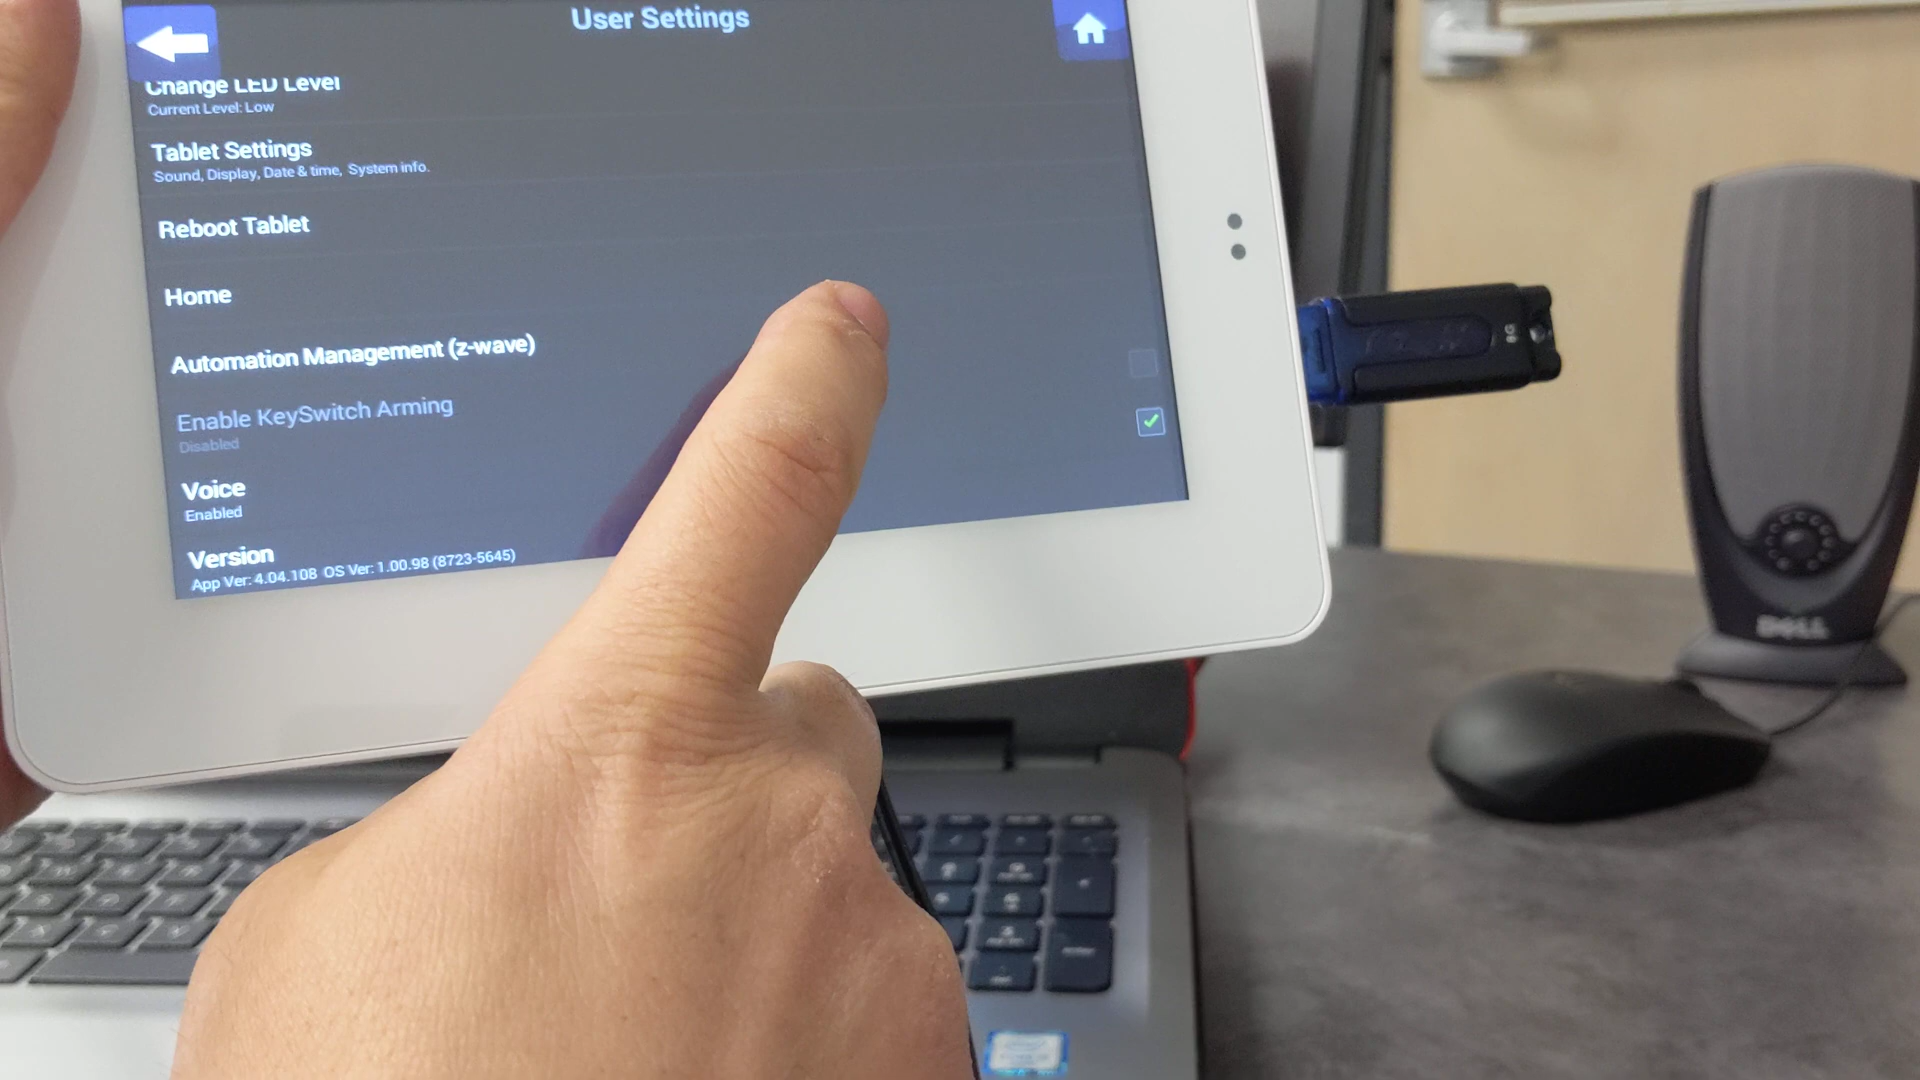 User Settings
Change LED Level
Current Level: Low
Tablet Settings
Sound, Display, Date & time, System info.
Reboot Tablet
Home
Automation Management (z-wave)
Enable KeySwitch Arming
Disabled
Voice
Enabled
Version
App Ver: 4.04.108 OS Ver: 1.00.98 (8723-5645)
8G
DELL